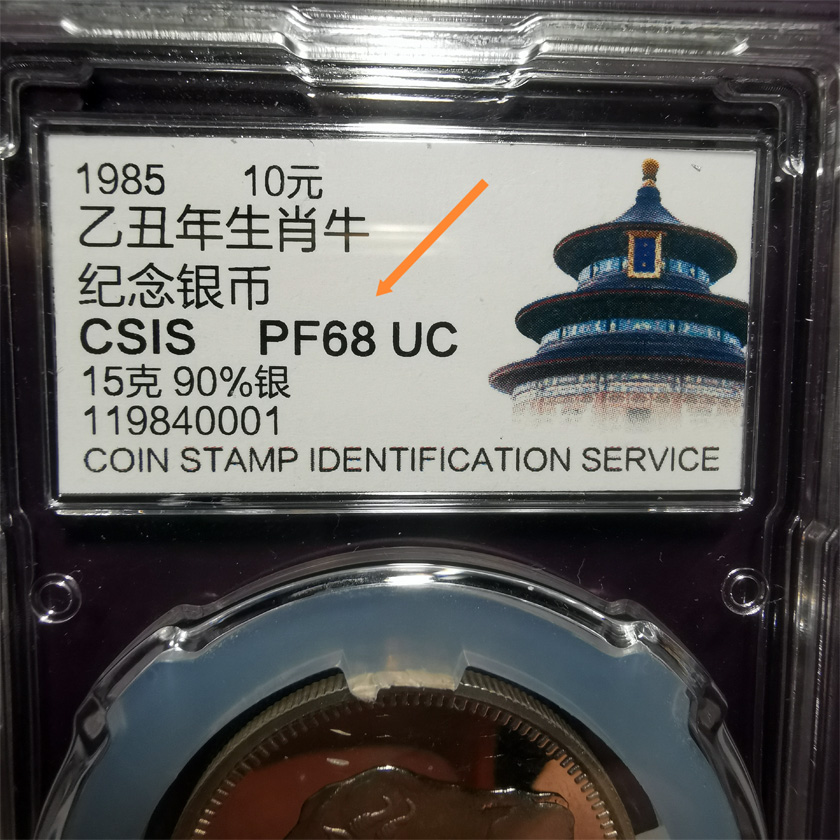 1985 10元
乙丑年生肖牛
纪念银币
CSIS PF68 UC
15克 90%银
119840001
COIN STAMP IDENTIFICATION SERVICE